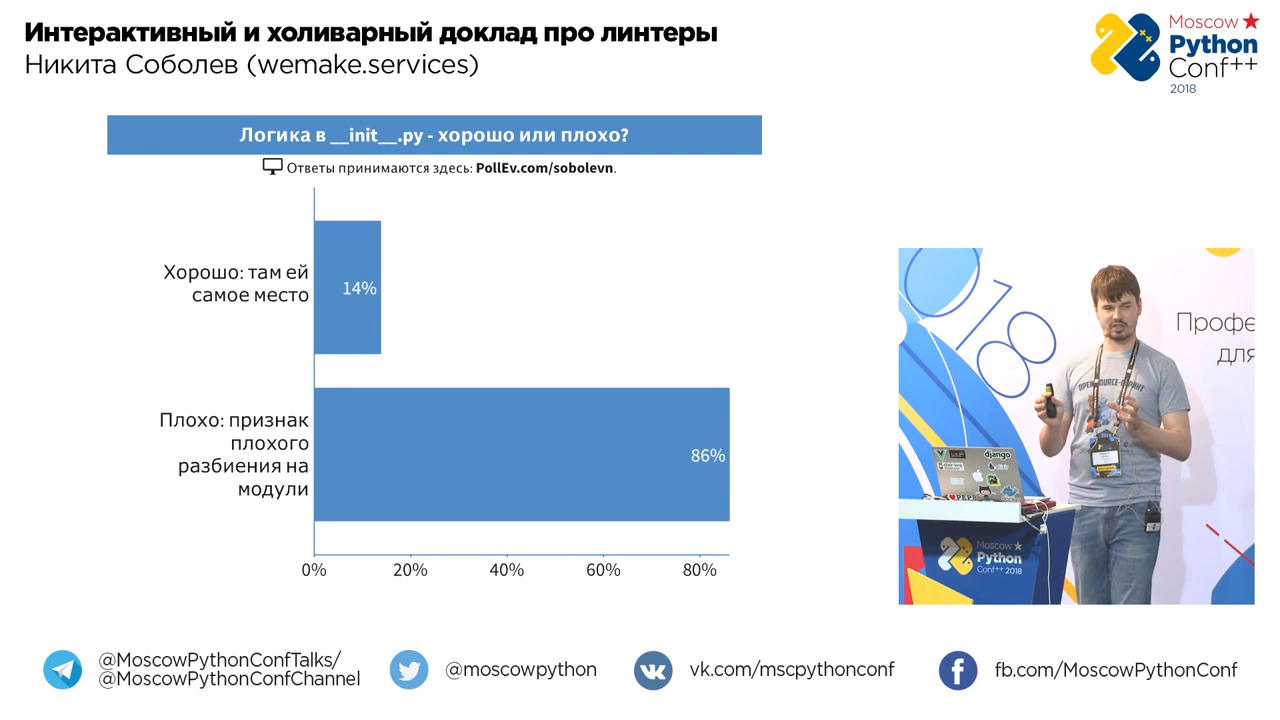 Интерактивный и холиварный доклад про линтеры
Никита Соболев (wemake.services)
Moscow
Python
Conf++
2018
Логика в __init__.py - хорошо или плохо?
Ответы принимаются здесь: PollEv.com/sobolevn.
Хорошо: там ей
самое место
14%
Плохо: признак
плохого
разбиения на
модули
86%
0% 20% 40% 60% 80%
2018
Профе
для
django
Moscow
Python
Conf++ 2018
@MoscowPythonConfTalks/
@MoscowPythonConfChannel
@moscowpython
vk.com/mscpythonconf
fb.com/MoscowPythonConf